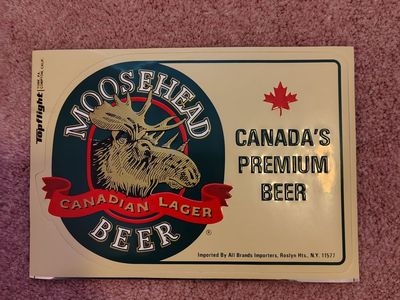 Topflight
MOOSEHEAD
CANADIAN LAGER
BEER
®
CANADA'S
PREMIUM
BEER
Imported By All Brands Importers, Roslyn Hts., N.Y. 11577